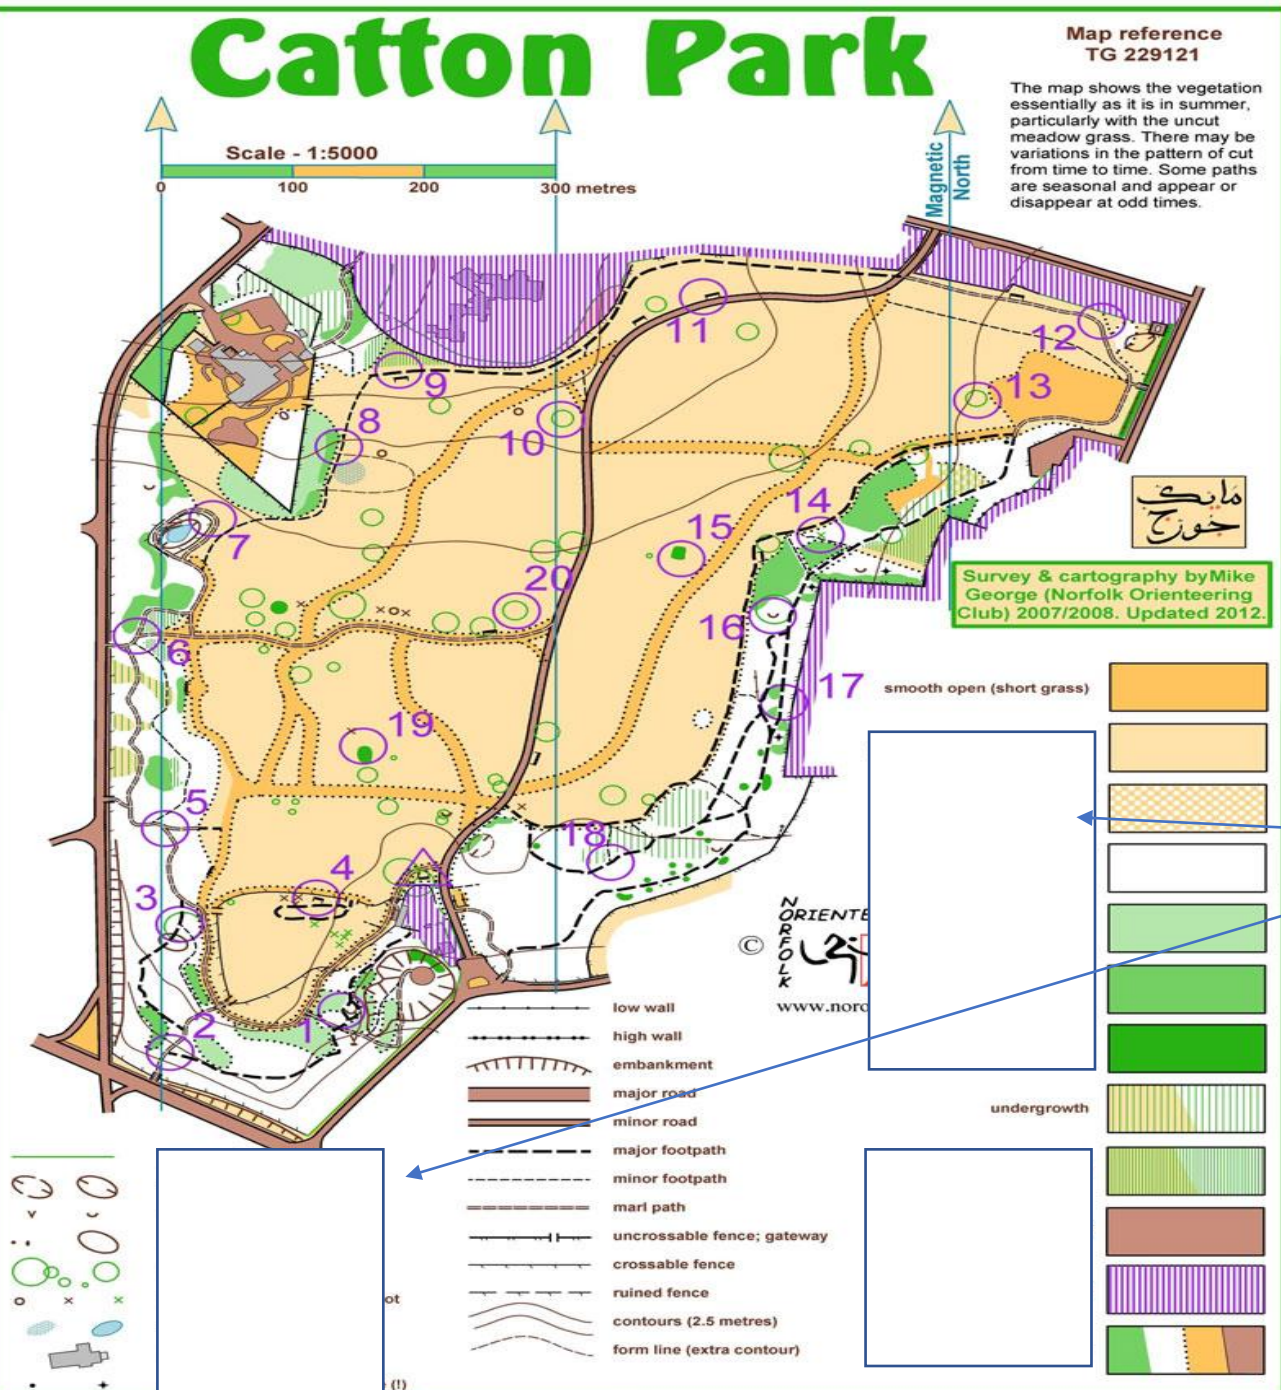 Catton Park
Map reference
TG 229121
The map shows the vegetation
essentially as it is in summer,
particularly with the uncut
meadow grass. There may be
variations in the pattern of cut
from time to time. Some paths
are seasonal and appear or
disappear at odd times.
Scale - 1:5000
0 100 200 300 metres
Magnetic
North
11
12
9
13
8
10
14
7
15
20
16
6
17
19
5
18
4
3
2
1
Survey & cartography byMike
George (Norfolk Orienteering
Club) 2007/2008. Updated 2012.
smooth open (short grass)
NORFOLK
ORIENTE
©
www.norc
low wall
high wall
embankment
major road
minor road
major footpath
minor footpath
marl path
uncrossable fence; gateway
crossable fence
ruined fence
contours (2.5 metres)
form line (extra contour)
undergrowth
ot
(!)